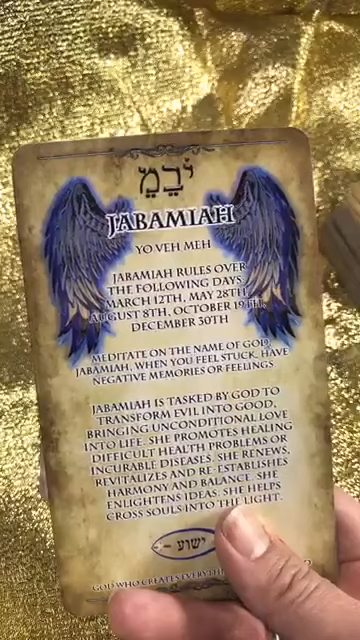 יַבְמֵ
JABAMIAH
YO VEH MEH
JABAMIAH RULES OVER
THE FOLLOWING DAYS
MARCH 12TH, MAY 28TH
AUGUST 8TH, OCTOBER 19TH,
DECEMBER 30TH
MEDITATE ON THE NAME OF GOD,
JABAMIAH, WHEN YOU FEEL STUCK, HAVE
NEGATIVE MEMORIES OR FEELINGS.
JABAMIAH IS TASKED BY GOD TO
TRANSFORM EVIL INTO GOOD,
BRINGING UNCONDITIONAL LOVE
INTO LIFE. SHE PROMOTES HEALING
DIFFICULT HEALTH PROBLEMS OR
INCURABLE DISEASES. SHE RENEWS,
REVITALIZES AND RE-ESTABLISHES
HARMONY AND BALANCE. SHE
ENLIGHTENS IDEAS. SHE HELPS
CROSS SOULS INTO THE LIGHT.
ישוע
GOD WHO CREATES